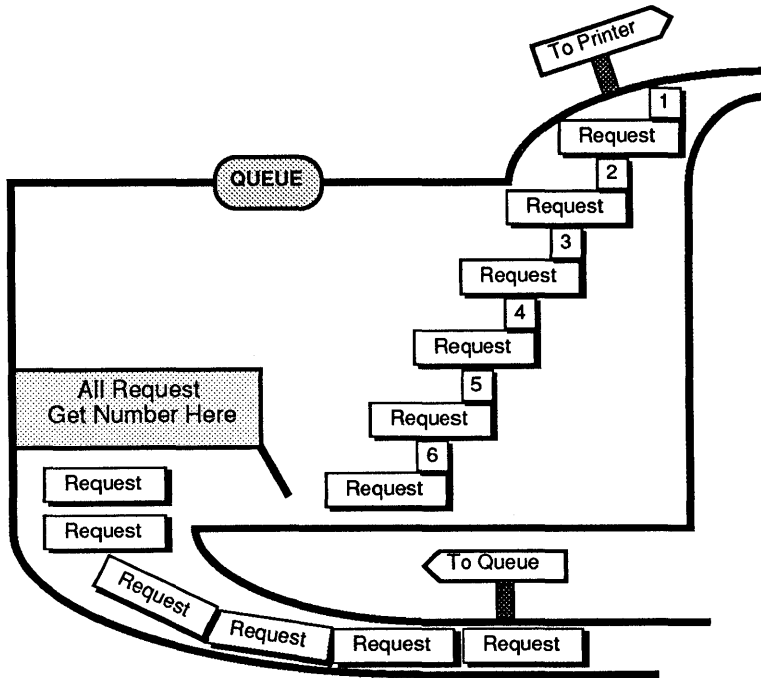 To Printer
1
Request
QUEUE
2
Request
3
Request
4
Request
5
Request
6
Request
All Request
Get Number Here
Request
Request
Request
Request
Request
Request
To Queue